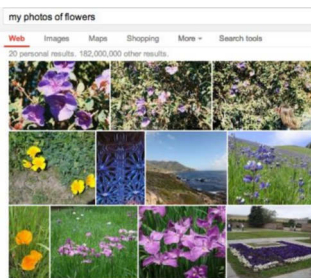 my photos of flowers
Web Images Maps Shopping More Search tools
20 personal results. 182,000,000 other results.